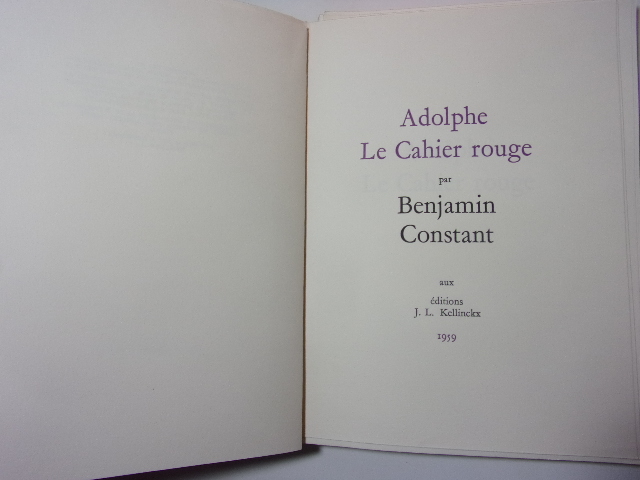 Adolphe
Le Cahier rouge
par
Benjamin
Constant
aux
éditions
J. L. Kellinckx
1959